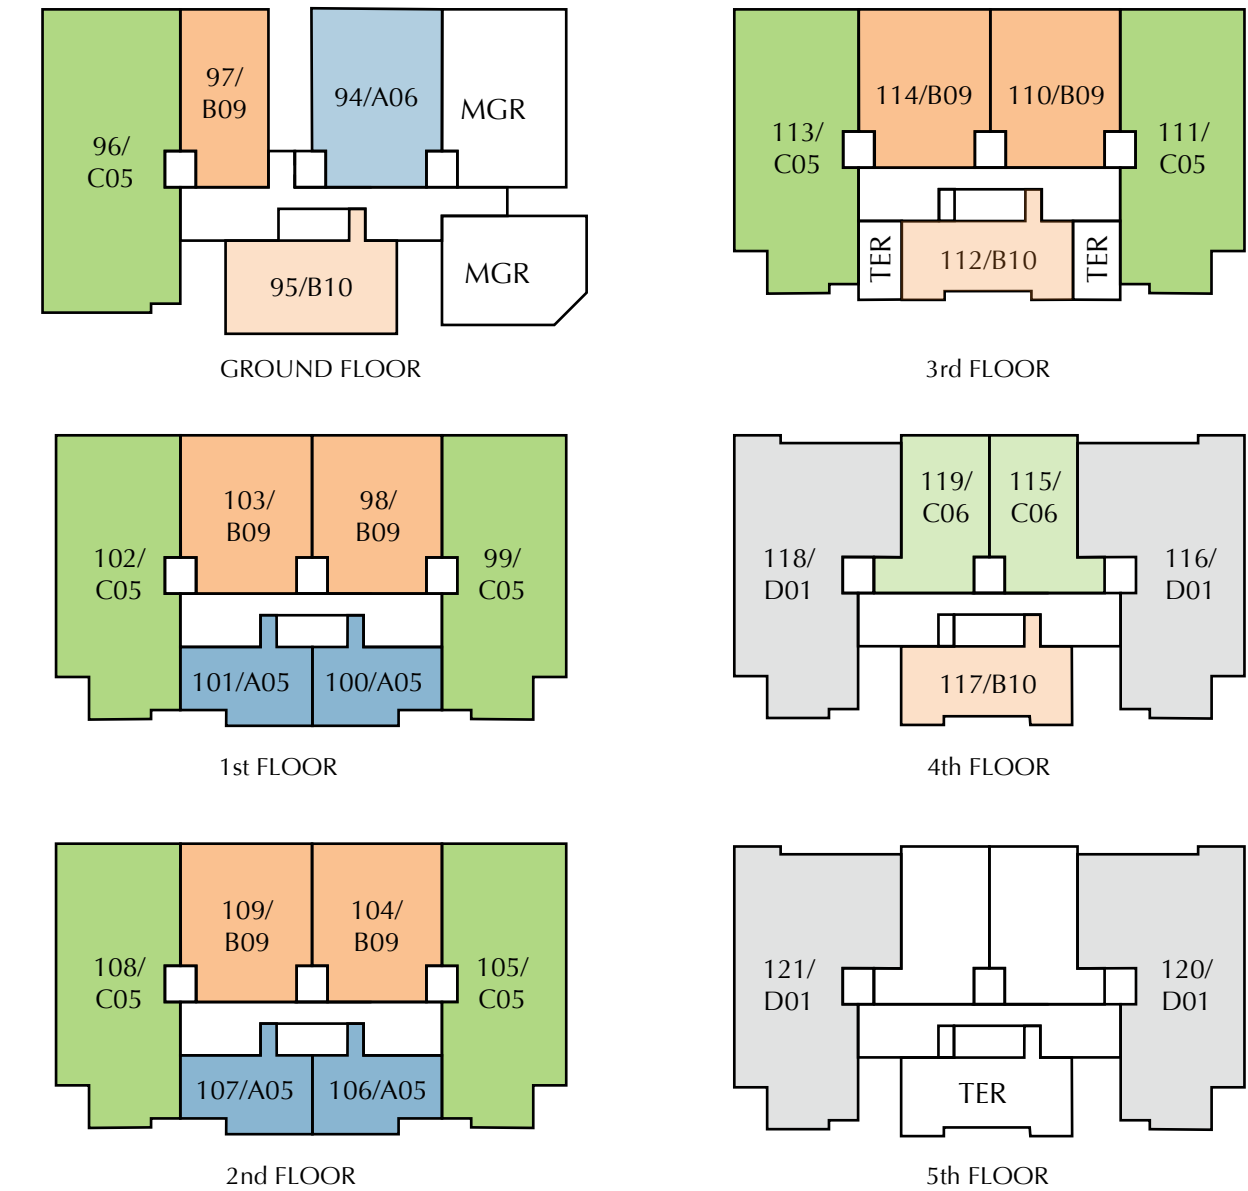 97/
B09
94/A06
MGR
96/
C05
95/B10
MGR
GROUND FLOOR
114/B09
110/B09
113/
C05
111/
C05
TER
112/B10
TER
3rd FLOOR
103/
B09
98/
B09
102/
C05
99/
C05
101/A05
100/A05
1st FLOOR
119/
C06
115/
C06
118/
D01
116/
D01
117/B10
4th FLOOR
109/
B09
104/
B09
108/
C05
105/
C05
107/A05
106/A05
2nd FLOOR
121/
D01
120/
D01
TER
5th FLOOR